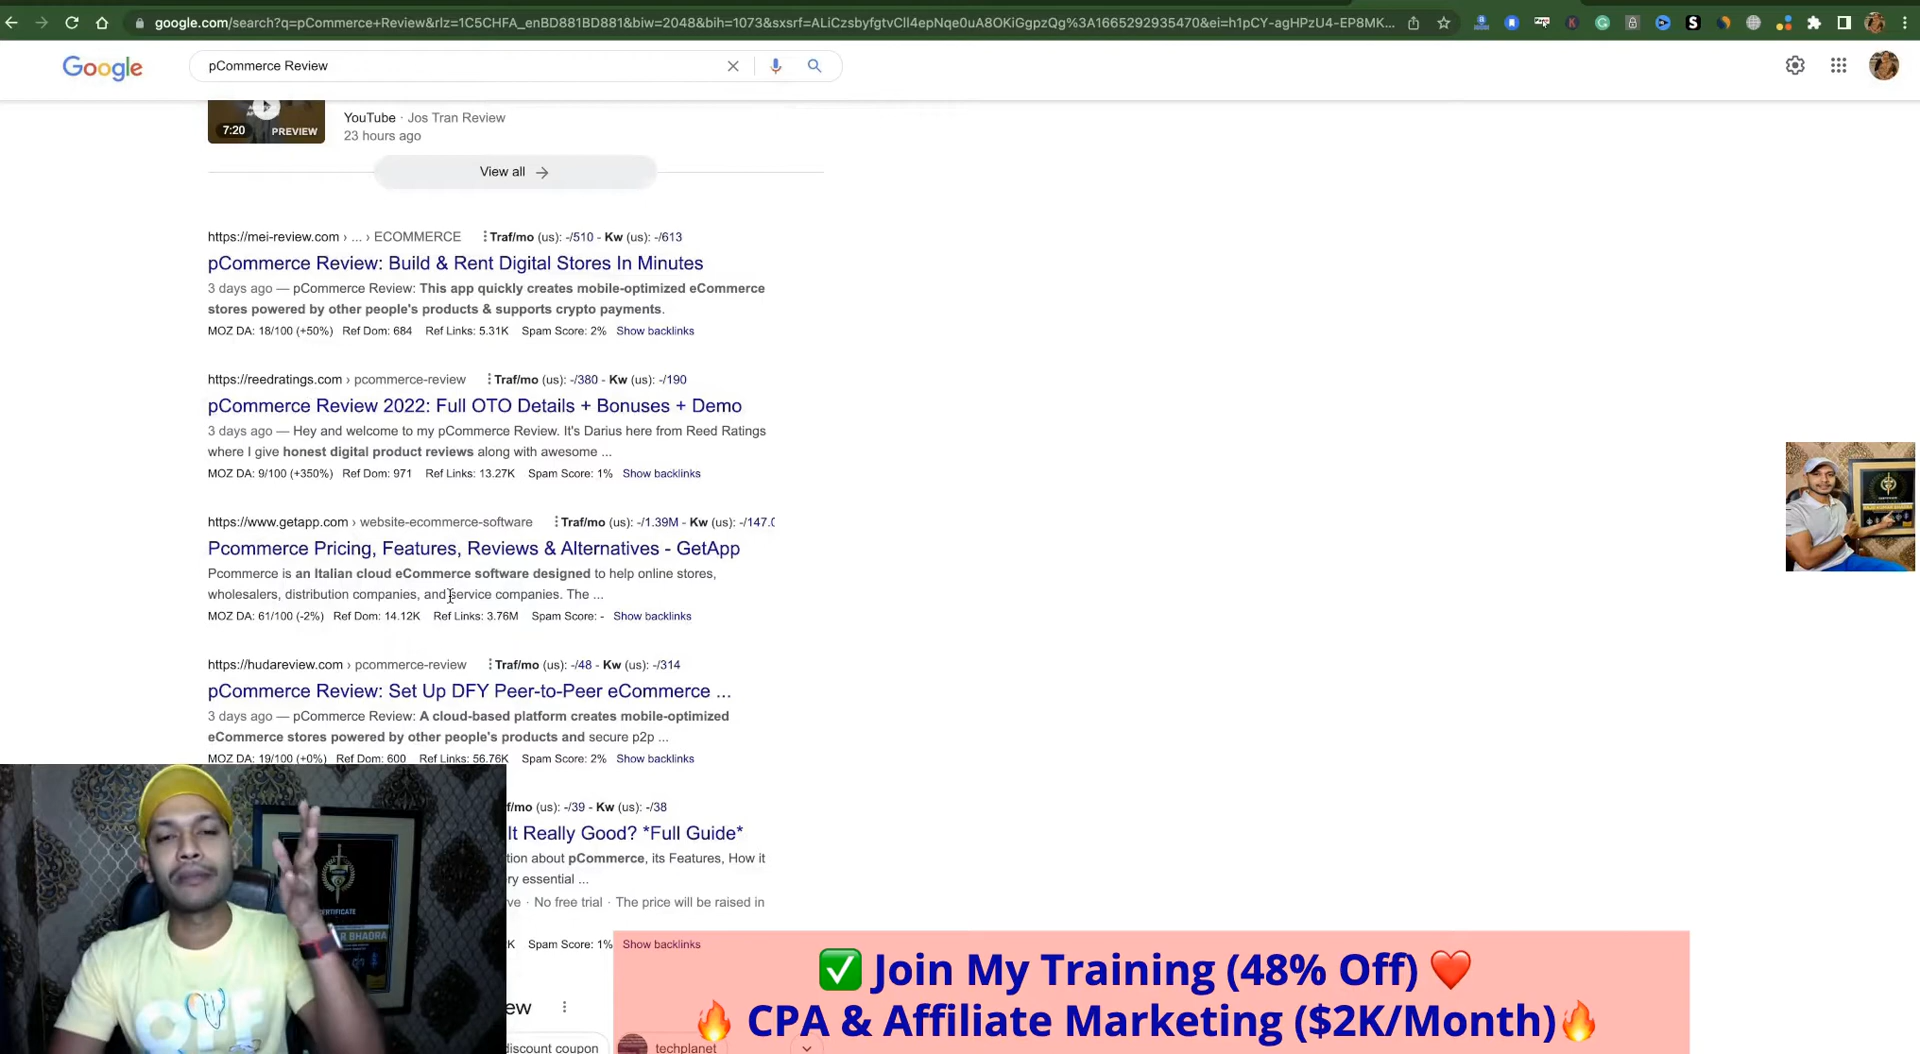 google.com/search?q=pCommerce+Review&rlz=1C5CHFA_enBD881BD881&biw=2048&bih=1073&sxsrf=
Google
pCommerce Review
7:20
PREVIEW
YouTube · Jos Tran Review
23 hours ago
View all
https://mei-review.com › ... › ECOMMERCE Traf/mo (us): -/510 - Kw (us): -/613
pCommerce Review: Build & Rent Digital Stores In Minutes
3 days ago — pCommerce Review: This app quickly creates mobile-optimized eCommerce
stores powered by other people's products & supports crypto payments.
MOZ DA: 18/100 (+50%) Ref Dom: 684 Ref Links: 5.31K Spam Score: 2% Show backlinks
https://reedratings.com › pcommerce-review Traf/mo (us): -/380 - Kw (us): -/190
pCommerce Review 2022: Full OTO Details + Bonuses + Demo
3 days ago — Hey and welcome to my pCommerce Review. It's Darius here from Reed Ratings
where I give honest digital product reviews along with awesome ...
MOZ DA: 9/100 (+350%) Ref Dom: 971 Ref Links: 13.27K Spam Score: 1% Show backlinks
https://www.getapp.com › website-ecommerce-software Traf/mo (us): -/1.39M - Kw (us): -/147.
Pcommerce Pricing, Features, Reviews & Alternatives - GetApp
Pcommerce is an Italian cloud eCommerce software designed to help online stores,
wholesalers, distribution companies, and service companies. The ...
MOZ DA: 61/100 (-2%) Ref Dom: 14.12K Ref Links: 3.76M Spam Score: - Show backlinks
https://hudareview.com › pcommerce-review Traf/mo (us): -/48 - Kw (us): -/314
pCommerce Review: Set Up DFY Peer-to-Peer eCommerce ...
3 days ago — pCommerce Review: A cloud-based platform creates mobile-optimized
eCommerce stores powered by other people's products and secure p2p ...
MOZ DA: 19/100 (+0%) Ref Dom: 600 Ref Links: 56.76K Spam Score: 2% Show backlinks
f/mo (us): -/39 - Kw (us): -/38
It Really Good? *Full Guide*
tion about pCommerce, its Features, How it
ry essential ...
ve · No free trial · The price will be raised in
K Spam Score: 1% Show backlinks
ew
discount coupon
techplanet
CERTIFICATE
R BHADRA
✅ Join My Training (48% Off) ❤️
🔥 CPA & Affiliate Marketing ($2K/Month)🔥